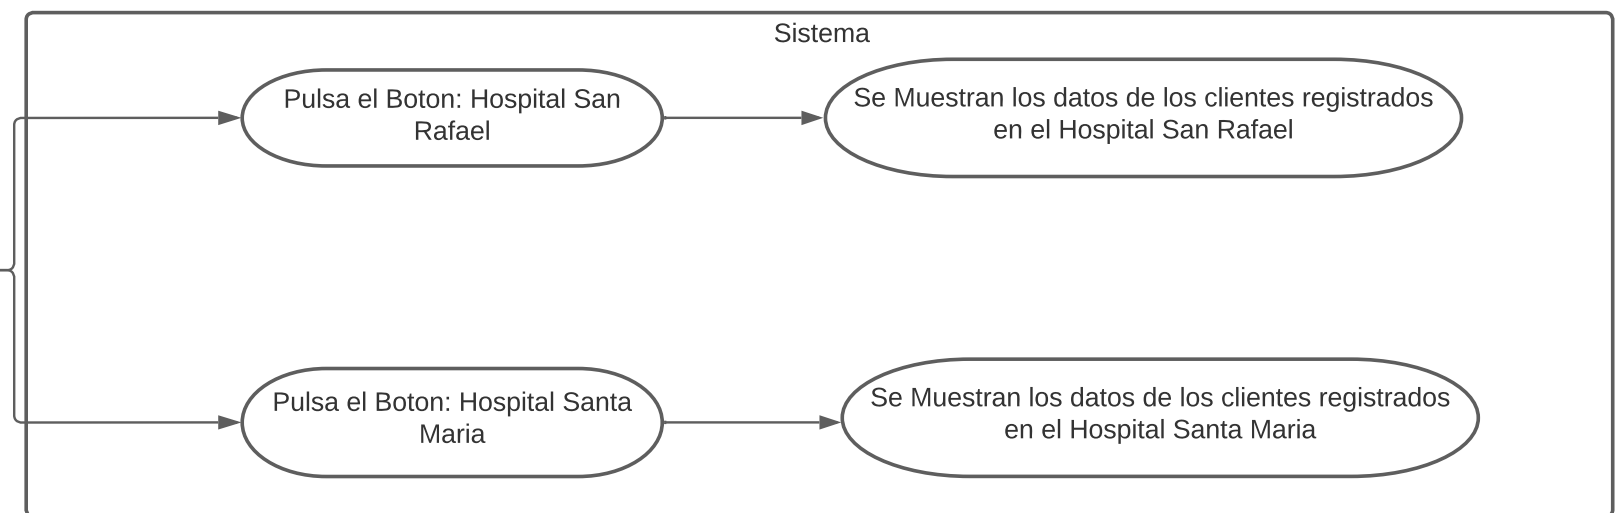 Sistema
Pulsa el Boton: Hospital San
Rafael
Se Muestran los datos de los clientes registrados
en el Hospital San Rafael
Pulsa el Boton: Hospital Santa
Maria
Se Muestran los datos de los clientes registrados
en el Hospital Santa Maria